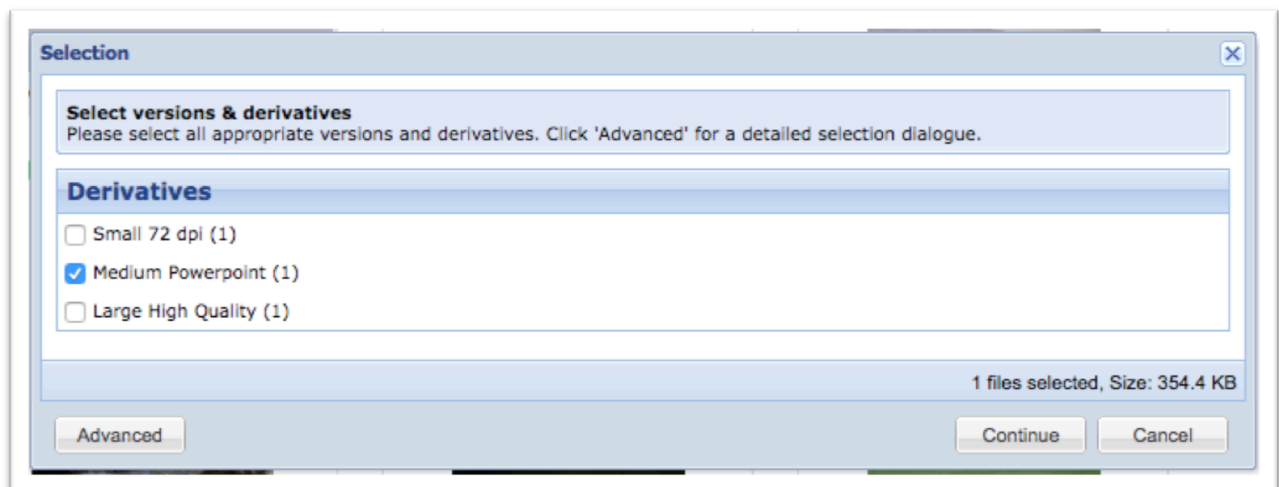 Selection
Select versions & derivatives
Please select all appropriate versions and derivatives. Click 'Advanced' for a detailed selection dialogue.
Derivatives
Small 72 dpi (1)
Medium Powerpoint (1)
Large High Quality (1)
1 files selected, Size: 354.4 KB
Advanced
Continue
Cancel